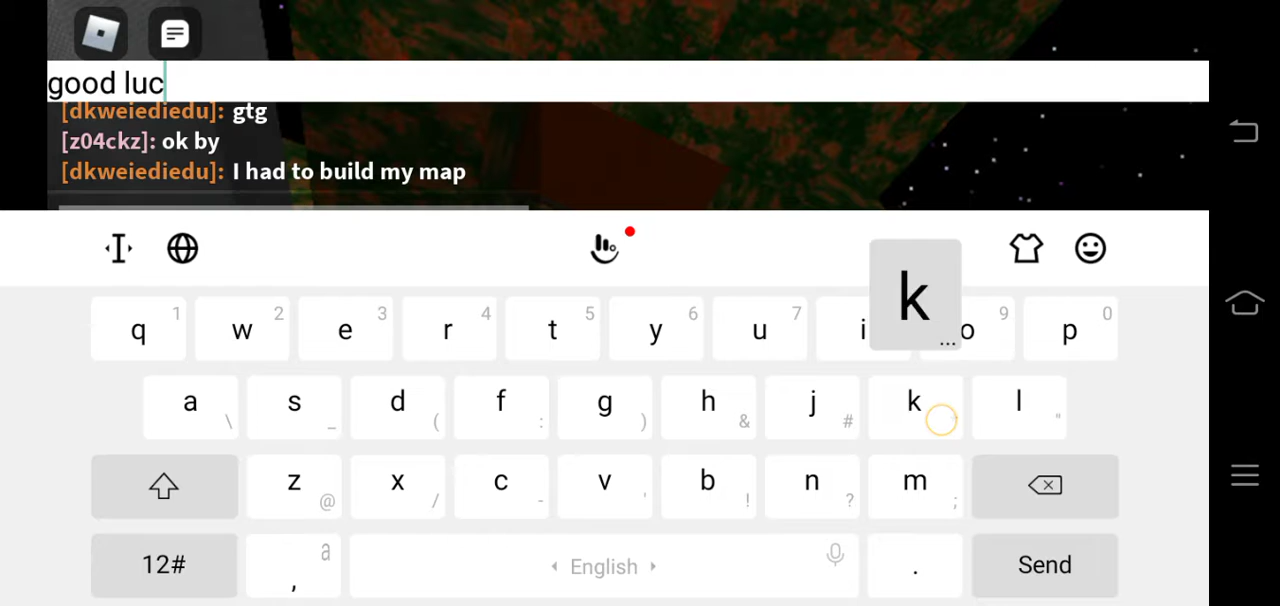 good luc
[dkweiediedu]: gtg
[z04ckz]: ok by
[dkweiediedu]: I had to build my map
k
...
q 1 w 2 e 3 r 4 t 5 y 6 u 7 i o 9 p 0
a \ s _ d ( f : g ) h & j # k l "
z @ x / c - v ' b ! n ? m ;
12# , a English . Send